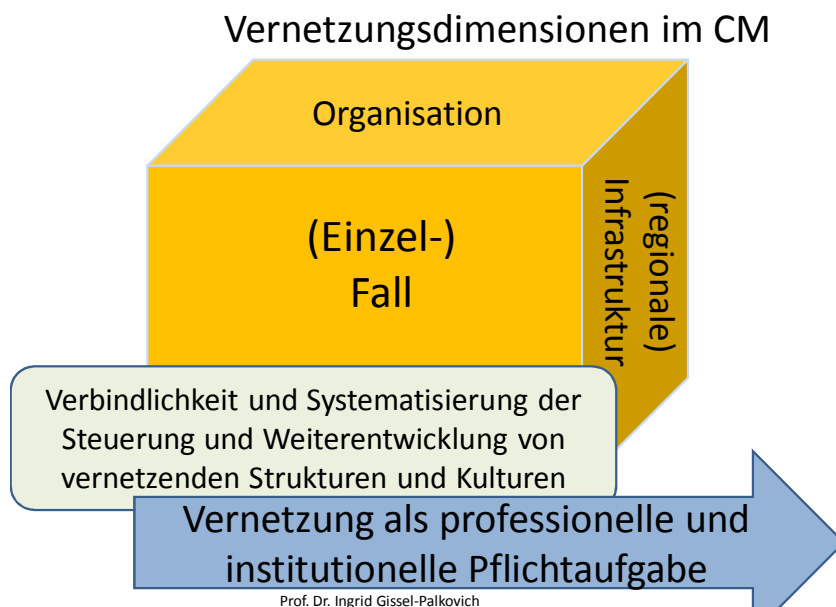 Vernetzungsdimensionen im CM
Organisation
(Einzel-)
Fall
(regionale)
Infrastruktur
Verbindlichkeit und Systematisierung der
Steuerung und Weiterentwicklung von
vernetzenden Strukturen und Kulturen
Vernetzung als professionelle und
institutionelle Pflichtaufgabe
Prof. Dr. Ingrid Gissel-Palkovich